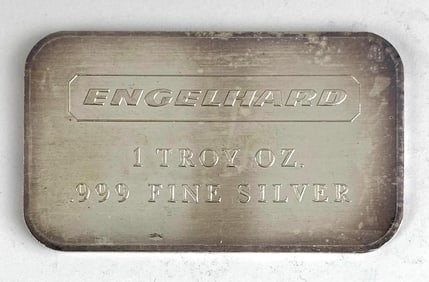 ENGELHARD
1 TROY OZ.
.999 FINE SILVER